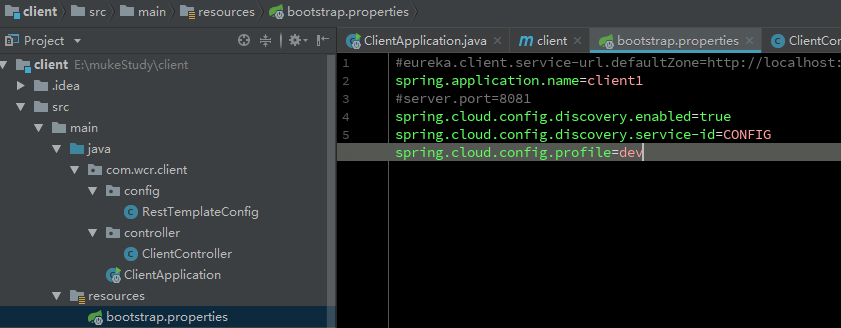 client src main resources bootstrap.properties
Project ClientApplication.java client bootstrap.properties ClientCor
client E:\mukeStudy\client
.idea
src
main
java
com.wcr.client
config
RestTemplateConfig
controller
ClientController
ClientApplication
resources
bootstrap.properties
1 #eureka.client.service-url.defaultZone=http://localhost:
2 spring.application.name=client1
3 #server.port=8081
4 spring.cloud.config.discovery.enabled=true
5 spring.cloud.config.discovery.service-id=CONFIG
spring.cloud.config.profile=dev